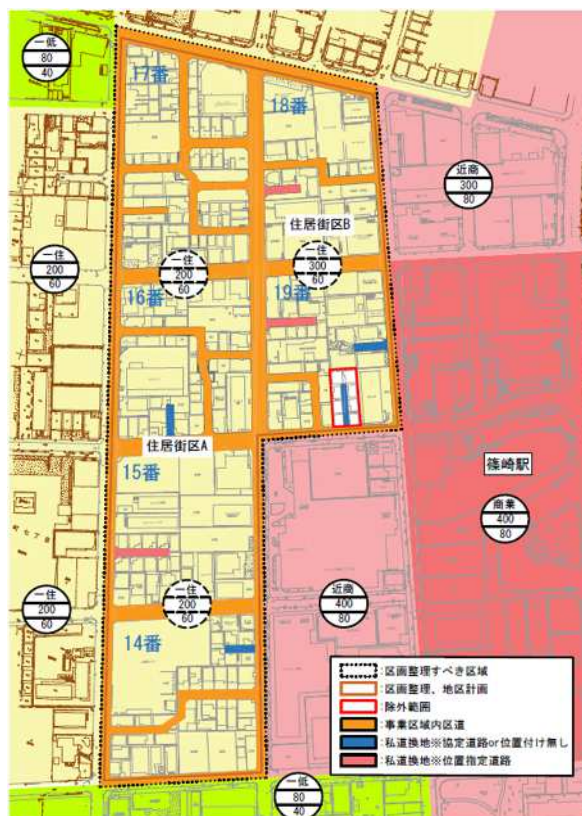 一低
80
40
17番
18番
近商
300
80
住居街区B
一住
200
60
一住
200
60
一住
300
60
16番
19番
住居街区A
篠崎駅
15番
商業
400
80
一住
200
60
一住
200
60
近商
400
80
14番
:区画整理すべき区域
:区画整理、地区計画
:除外範囲
:事業区域内区道
:私道換地※協定道路or位置付け無し
:私道換地※位置指定道路
一低
80
40